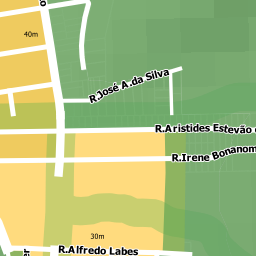 40m
R.José A.da Silva
R.Aristides Estevão
R.Irene Bonanom
30m
R.Alfredo Labes